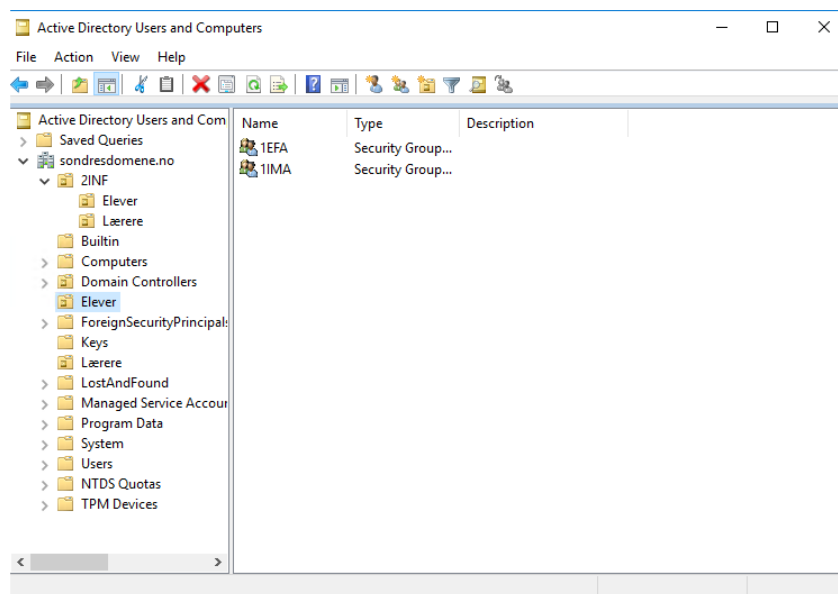 Active Directory Users and Computers
File Action View Help
Active Directory Users and Com
Saved Queries
sondresdomene.no
2INF
Elever
Lærere
Builtin
Computers
Domain Controllers
Elever
ForeignSecurityPrincipals
Keys
Lærere
LostAndFound
Managed Service Accour
Program Data
System
Users
NTDS Quotas
TPM Devices
Name Type Description
1EFA Security Group...
1IMA Security Group...